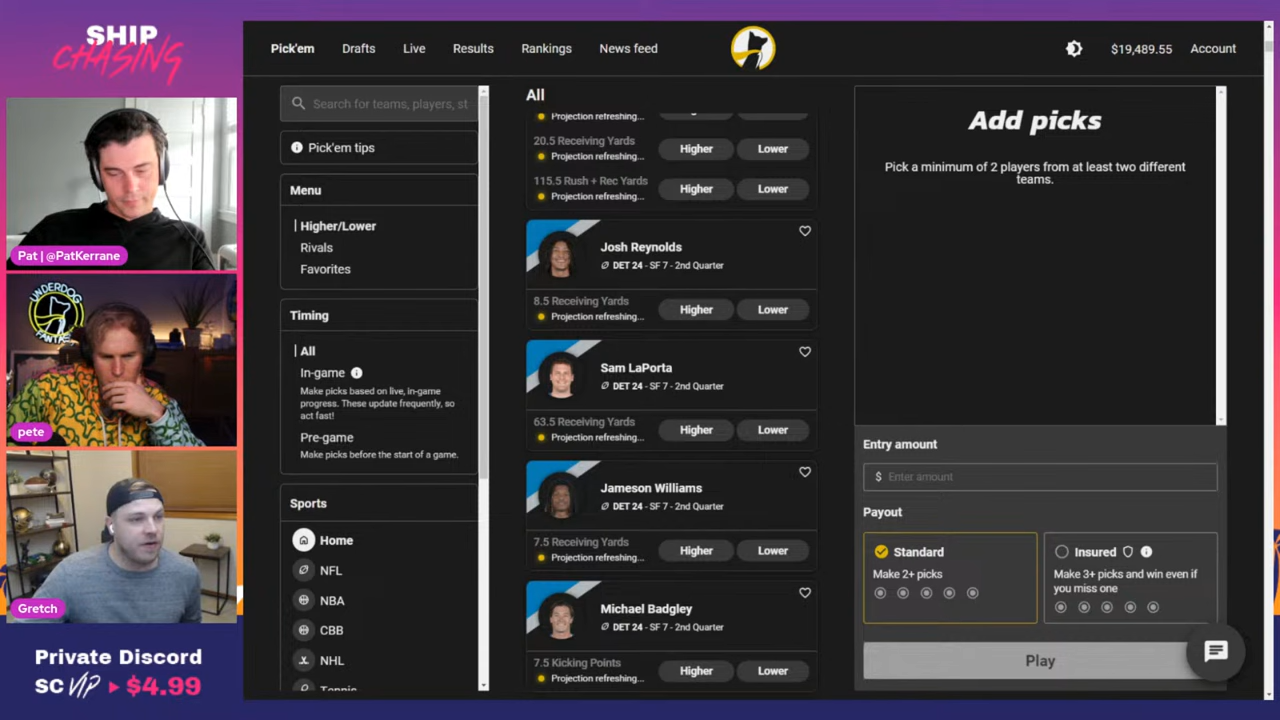 SHIP
CHASING
Pat | @PatKerrane
UNDERDOG
pete
Gretch
Private Discord
SC VIP ▸ $4.99
Pick'em
Drafts
Live
Results
Rankings
News feed
$19,489.55
Account
Search for teams, players, st
Pick'em tips
Menu
Higher/Lower
Rivals
Favorites
Timing
All
In-game
Make picks based on live, in-game
progress. These update frequently, so
act fast!
Pre-game
Make picks before the start of a game.
Sports
Home
NFL
NBA
CBB
NHL
Tennis
All
Projection refreshing...
20.5 Receiving Yards
Projection refreshing...
Higher
Lower
115.5 Rush + Rec Yards
Projection refreshing...
Higher
Lower
Josh Reynolds
DET 24 - SF 7 - 2nd Quarter
8.5 Receiving Yards
Projection refreshing...
Higher
Lower
Sam LaPorta
DET 24 - SF 7 - 2nd Quarter
63.5 Receiving Yards
Projection refreshing...
Higher
Lower
Jameson Williams
DET 24 - SF 7 - 2nd Quarter
7.5 Receiving Yards
Projection refreshing...
Higher
Lower
Michael Badgley
DET 24 - SF 7 - 2nd Quarter
7.5 Kicking Points
Projection refreshing...
Higher
Lower
Add picks
Pick a minimum of 2 players from at least two different
teams.
Entry amount
$ Enter amount
Payout
Standard
Make 2+ picks
Insured
Make 3+ picks and win even if
you miss one
Play